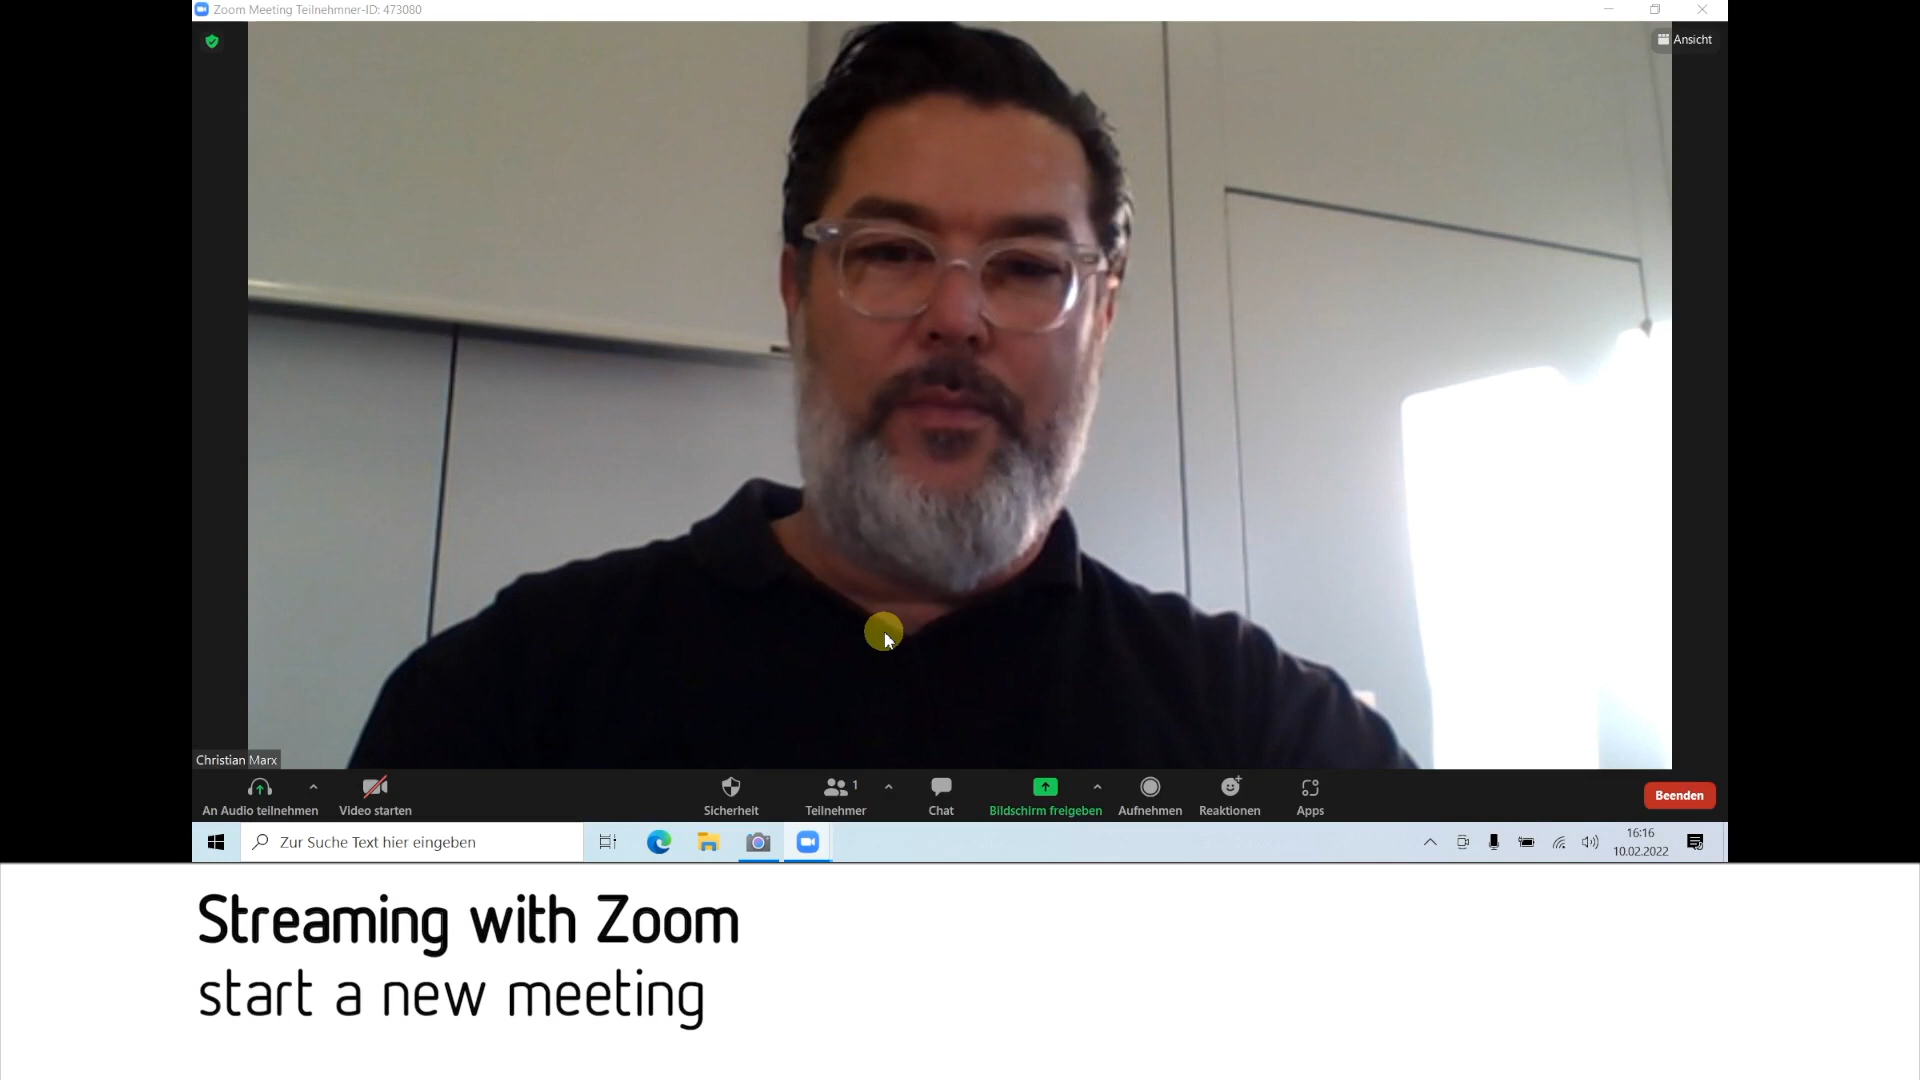 Zoom Meeting Teilnehmner-ID: 473080
Ansicht
Christian Marx
An Audio teilnehmen
Video starten
Sicherheit
1
Teilnehmer
Chat
Bildschirm freigeben
Aufnehmen
Reaktionen
Apps
Beenden
Zur Suche Text hier eingeben
16:16
10.02.2022
Streaming with Zoom
start a new meeting